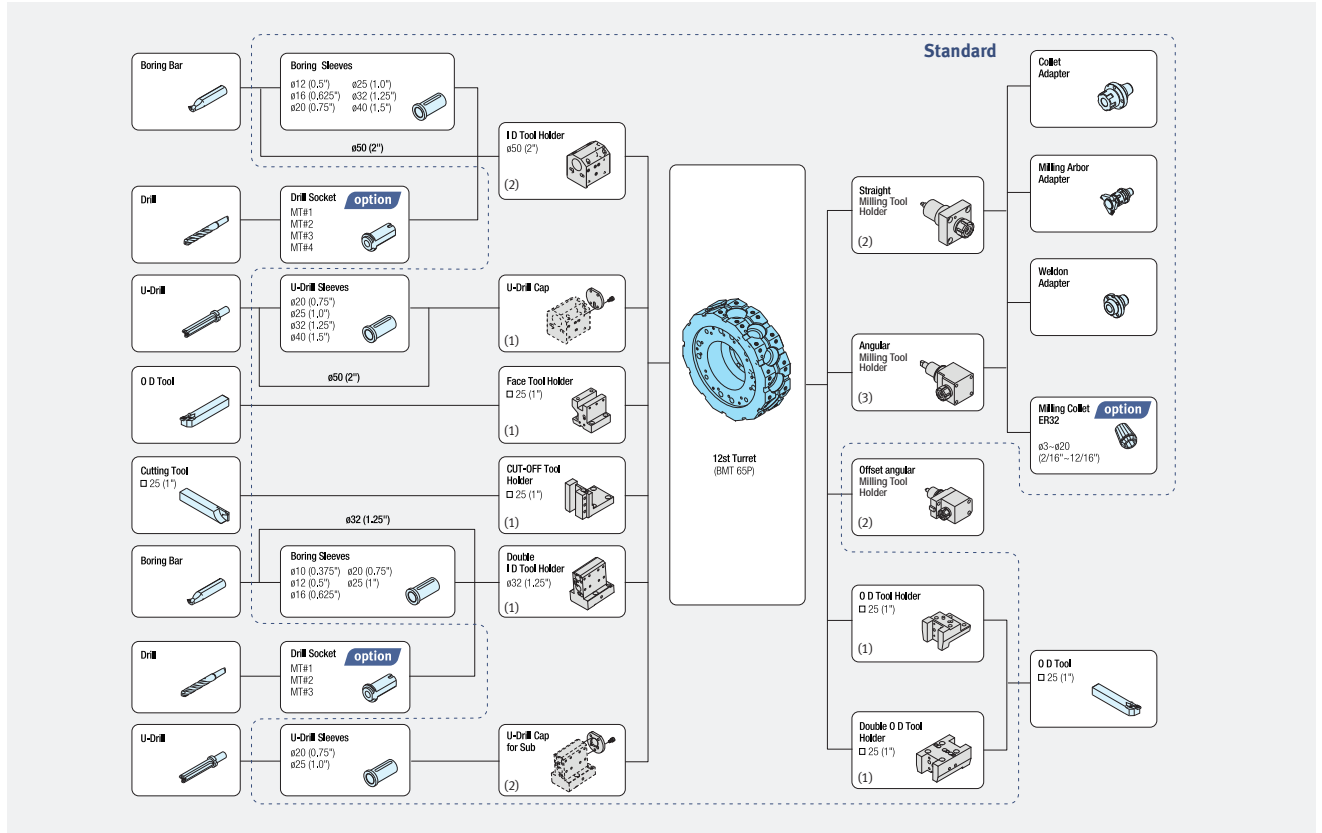 Standard
Boring Bar
Boring Sleeves
ø12 (0.5") ø25 (1.0")
ø16 (0.625") ø32 (1.25")
ø20 (0.75") ø40 (1.5")
ø50 (2")
I D Tool Holder
ø50 (2")
(2)
Drill
Drill Socket
option
MT#1
MT#2
MT#3
MT#4
U-Drill
U-Drill Sleeves
ø20 (0.75")
ø25 (1.0")
ø32 (1.25")
ø40 (1.5")
ø50 (2")
U-Drill Cap
(1)
O D Tool
Face Tool Holder
□ 25 (1")
(1)
Cutting Tool
□ 25 (1")
CUT-OFF Tool
Holder
□ 25 (1")
(1)
ø32 (1.25")
Boring Bar
Boring Sleeves
ø10 (0.375") ø20 (0.75")
ø12 (0.5") ø25 (1")
ø16 (0.625")
Double
I D Tool Holder
ø32 (1.25")
(1)
Drill
Drill Socket
option
MT#1
MT#2
MT#3
U-Drill
U-Drill Sleeves
ø20 (0.75")
ø25 (1.0")
U-Drill Cap
for Sub
(2)
12st Turret
(BMT 65P)
Straight
Milling Tool
Holder
(2)
Angular
Milling Tool
Holder
(3)
Offset angular
Milling Tool
Holder
(2)
O D Tool Holder
□ 25 (1")
(1)
Double O D Tool
Holder
□ 25 (1")
(1)
Collet
Adapter
Milling Arbor
Adapter
Weldon
Adapter
Milling Collet
ER32
option
ø3~ø20
(2/16"~12/16")
O D Tool
□ 25 (1")